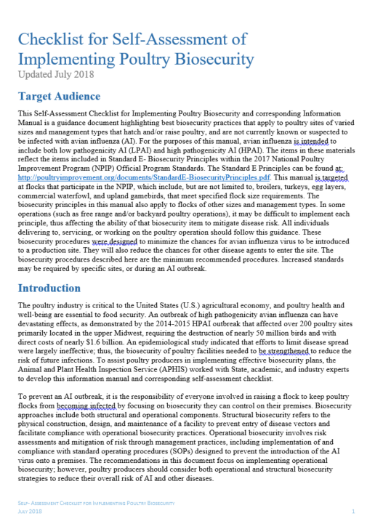 Checklist for Self-Assessment of
Implementing Poultry Biosecurity
Updated July 2018
Target Audience
This Self-Assessment Checklist for Implementing Poultry Biosecurity and corresponding Information
Manual is a guidance document highlighting best biosecurity practices that apply to poultry sites of varied
sizes and management types that hatch and/or raise poultry, and are not currently known or suspected to
be infected with avian influenza (AI). For the purposes of this manual, avian influenza is intended to
include both low pathogenicity AI (LPAI) and high pathogenicity AI (HPAI). The items in these materials
reflect the items included in Standard E- Biosecurity Principles within the 2017 National Poultry
Improvement Program (NPIP) Official Program Standards. The Standard E Principles can be found at:
http://poultryimprovement.org/documents/StandardE-BiosecurityPrinciples.pdf. This manual is targeted
at flocks that participate in the NPIP, which include, but are not limited to, broilers, turkeys, egg layers,
commercial waterfowl, and upland gamebirds, that meet specified flock size requirements. The
biosecurity principles in this manual also apply to flocks of other sizes and management types. In some
operations (such as free range and/or backyard poultry operations), it may be difficult to implement each
principle, thus affecting the ability of that biosecurity item to mitigate disease risk. All individuals
delivering to, servicing, or working on the poultry operation should follow this guidance. These
biosecurity procedures were designed to minimize the chances for avian influenza virus to be introduced
to a production site. They will also reduce the chances for other disease agents to enter the site. The
biosecurity procedures described here are the minimum recommended procedures. Increased standards
may be required by specific sites, or during an AI outbreak.
Introduction
The poultry industry is critical to the United States (U.S.) agricultural economy, and poultry health and
well-being are essential to food security. An outbreak of high pathogenicity avian influenza can have
devastating effects, as demonstrated by the 2014-2015 HPAI outbreak that affected over 200 poultry sites
primarily located in the upper Midwest, requiring the destruction of nearly 50 million birds and with
direct costs of nearly $1.6 billion. An epidemiological study indicated that efforts to limit disease spread
were largely ineffective; thus, the biosecurity of poultry facilities needed to be strengthened to reduce the
risk of future infections. To assist poultry producers in implementing effective biosecurity plans, the
Animal and Plant Health Inspection Service (APHIS) worked with State, academic, and industry experts
to develop this information manual and corresponding self-assessment checklist.
To prevent an AI outbreak, it is the responsibility of everyone involved in raising a flock to keep poultry
flocks from becoming infected by focusing on biosecurity they can control on their premises. Biosecurity
approaches include both structural and operational components. Structural biosecurity refers to the
physical construction, design, and maintenance of a facility to prevent entry of disease vectors and
facilitate compliance with operational biosecurity practices. Operational biosecurity involves risk
assessments and mitigation of risk through management practices, including implementation of and
compliance with standard operating procedures (SOPs) designed to prevent the introduction of the AI
virus onto a premises. The recommendations in this document focus on implementing operational
biosecurity; however, poultry producers should consider both operational and structural biosecurity
strategies to reduce their overall risk of AI and other diseases.
SELF- ASSESSMENT CHECKLIST FOR IMPLEMENTING POULTRY BIOSECURITY
JULY 2018 1